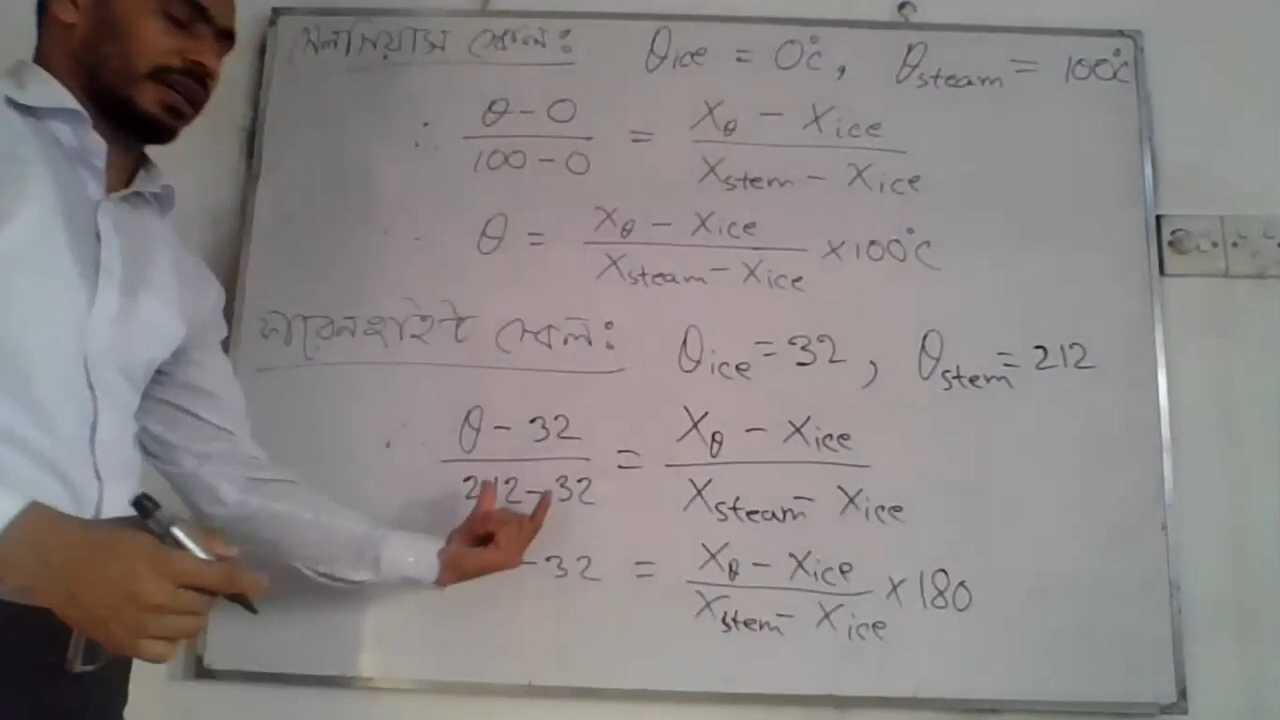 সেলসিয়াস স্কেল: θice = 0°c, θsteam = 100°c
∴ θ - 0 / 100 - 0 = Xθ - Xice / Xstem - Xice
θ = Xθ - Xice / Xsteam - Xice × 100°c
ফারেনহাইট স্কেল: θice = 32, θstem = 212
θ - 32 / 212 - 32 = Xθ - Xice / Xsteam - Xice
- 32 = Xθ - Xice / Xstem - Xice × 180